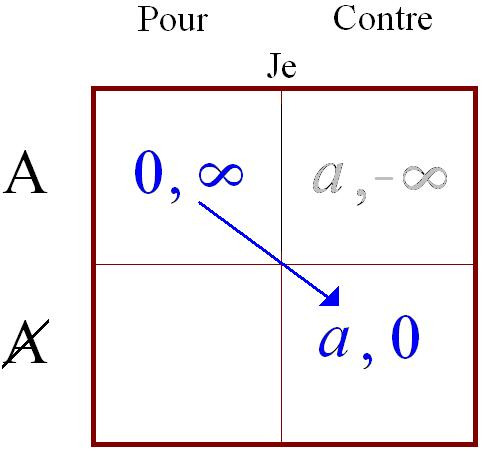 Pour Contre
Je
A 0, ∞ a, -∞
A̸ a, 0